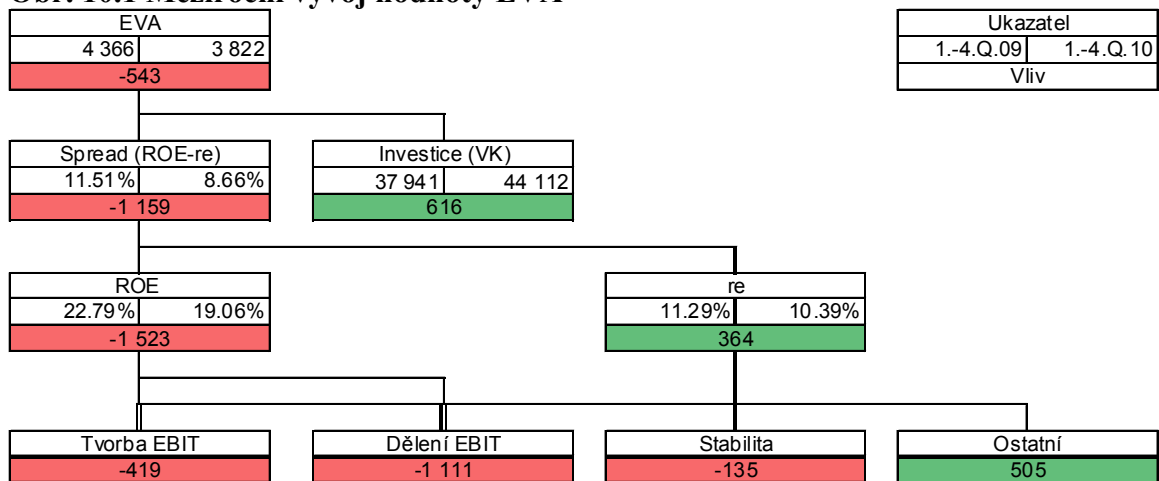 Obr. 10.1 Meziroční vývoj hodnoty EVA
EVA
4 366 3 822
-543
Ukazatel
1.-4.Q.09 1.-4.Q.10
Vliv
Spread (ROE-re)
11.51% 8.66%
-1 159
Investice (VK)
37 941 44 112
616
ROE
22.79% 19.06%
-1 523
re
11.29% 10.39%
364
Tvorba EBIT
-419
Dělení EBIT
-1 111
Stabilita
-135
Ostatní
505